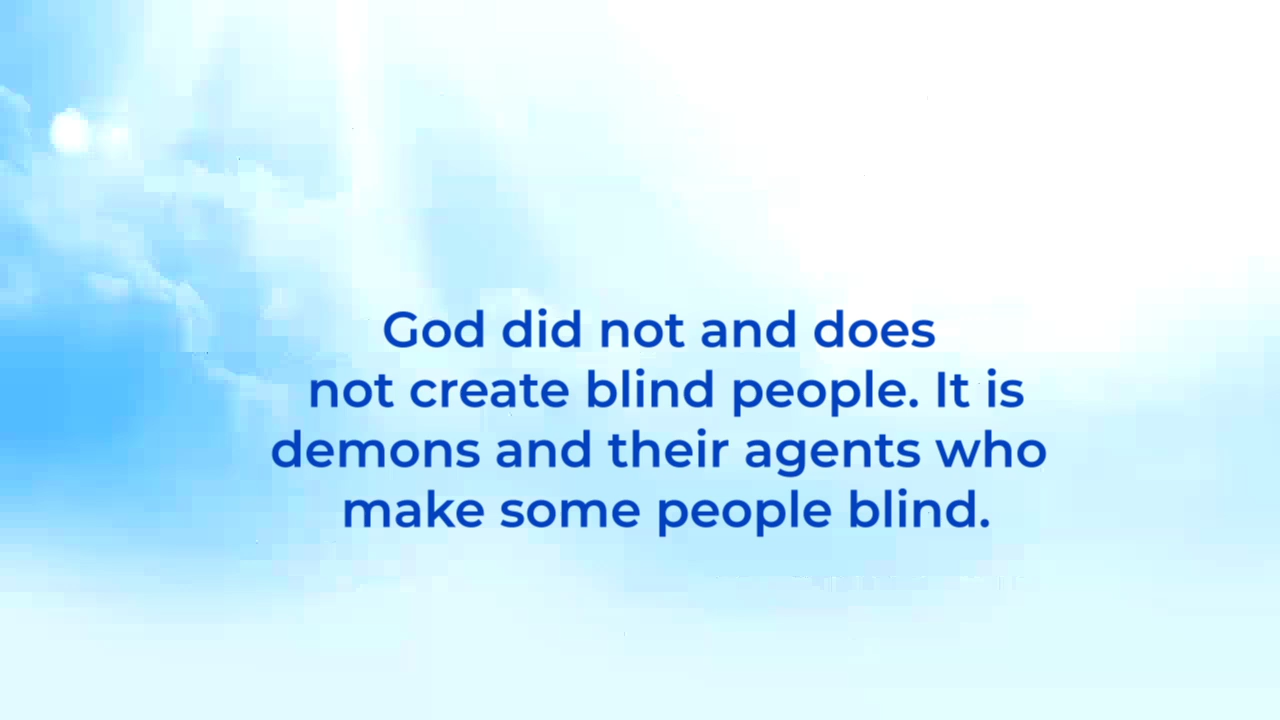 God did not and does
not create blind people. It is
demons and their agents who
make some people blind.